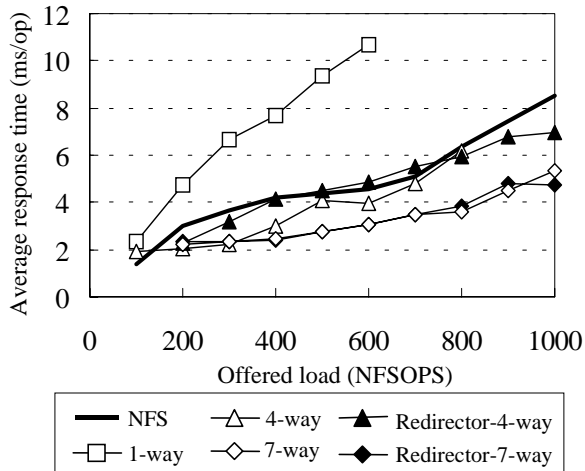 Average response time (ms/op)
12
10
8
6
4
2
0
0 200 400 600 800 1000
Offered load (NFSOPS)
NFS 4-way Redirector-4-way
1-way 7-way Redirector-7-way